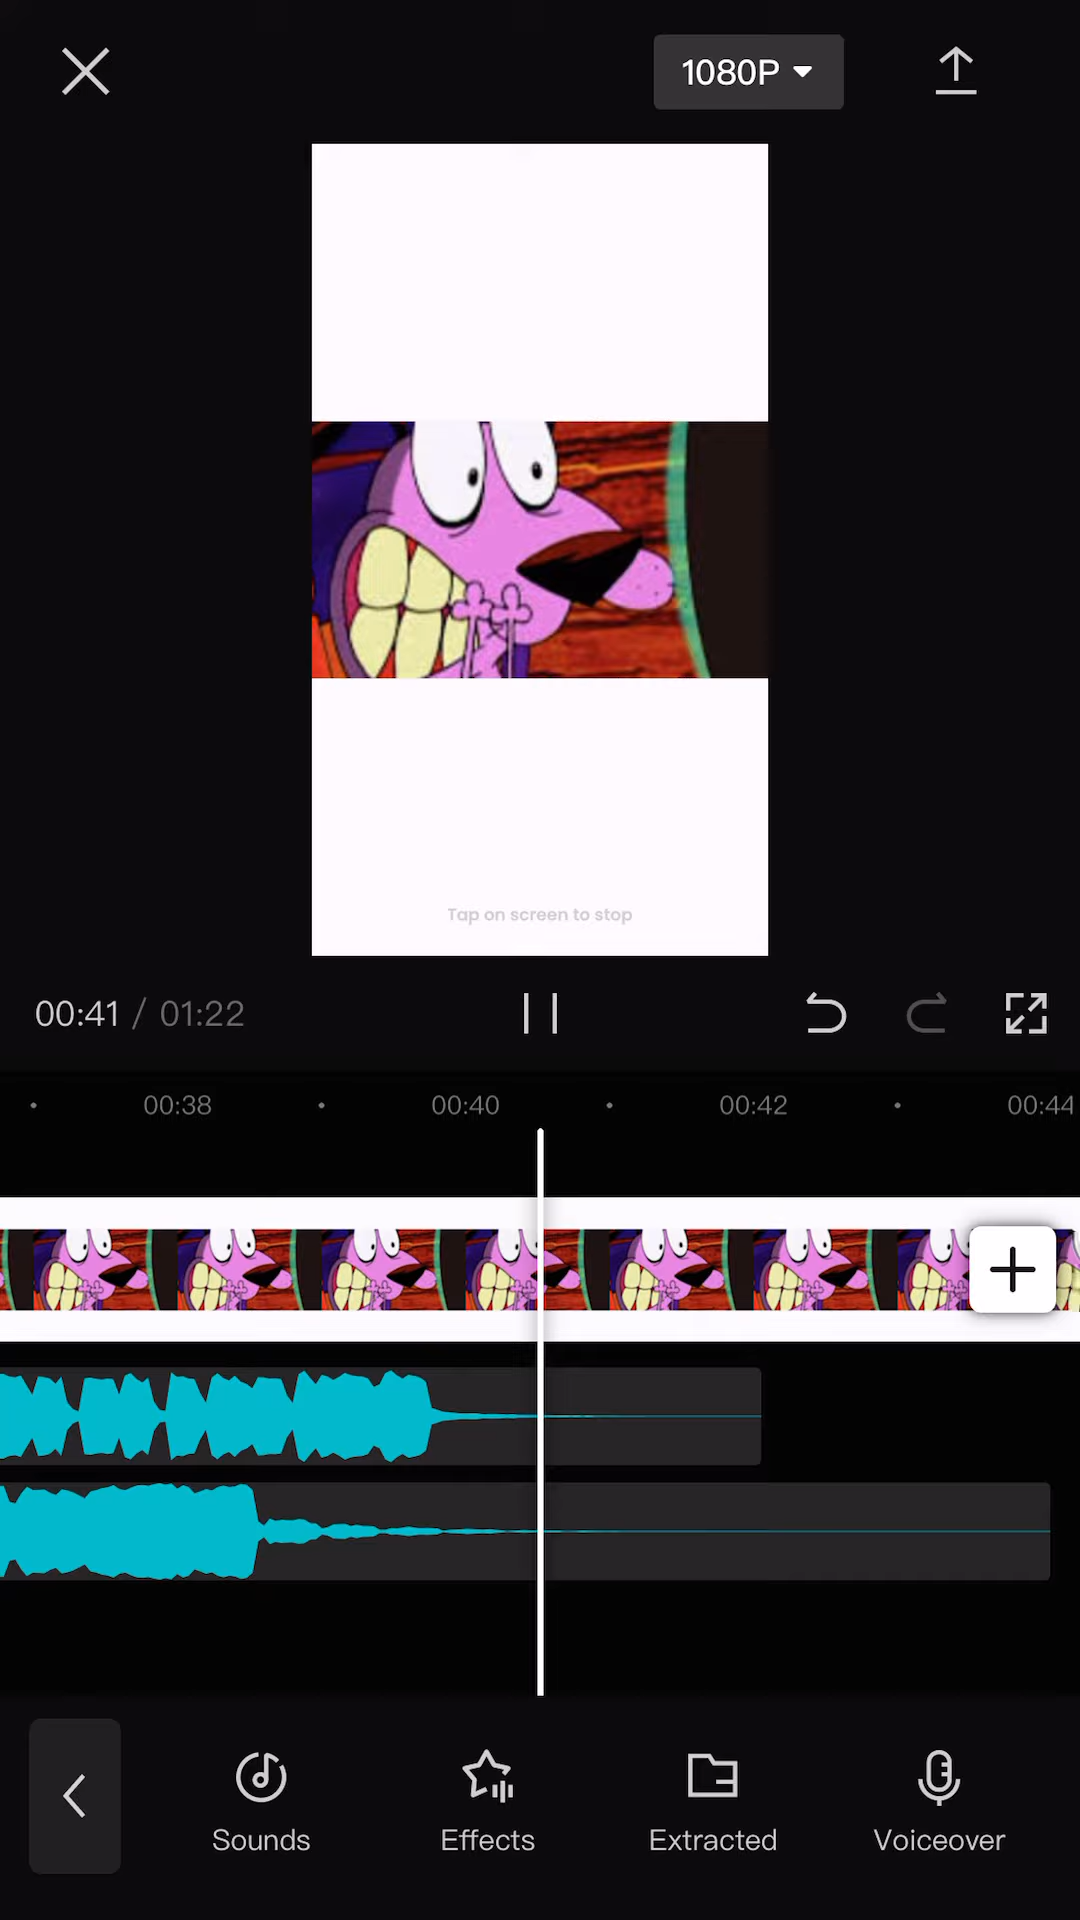 1080P
Tap on screen to stop
00:41 / 01:22
00:38 00:40 00:42 00:44
Sounds Effects Extracted Voiceover